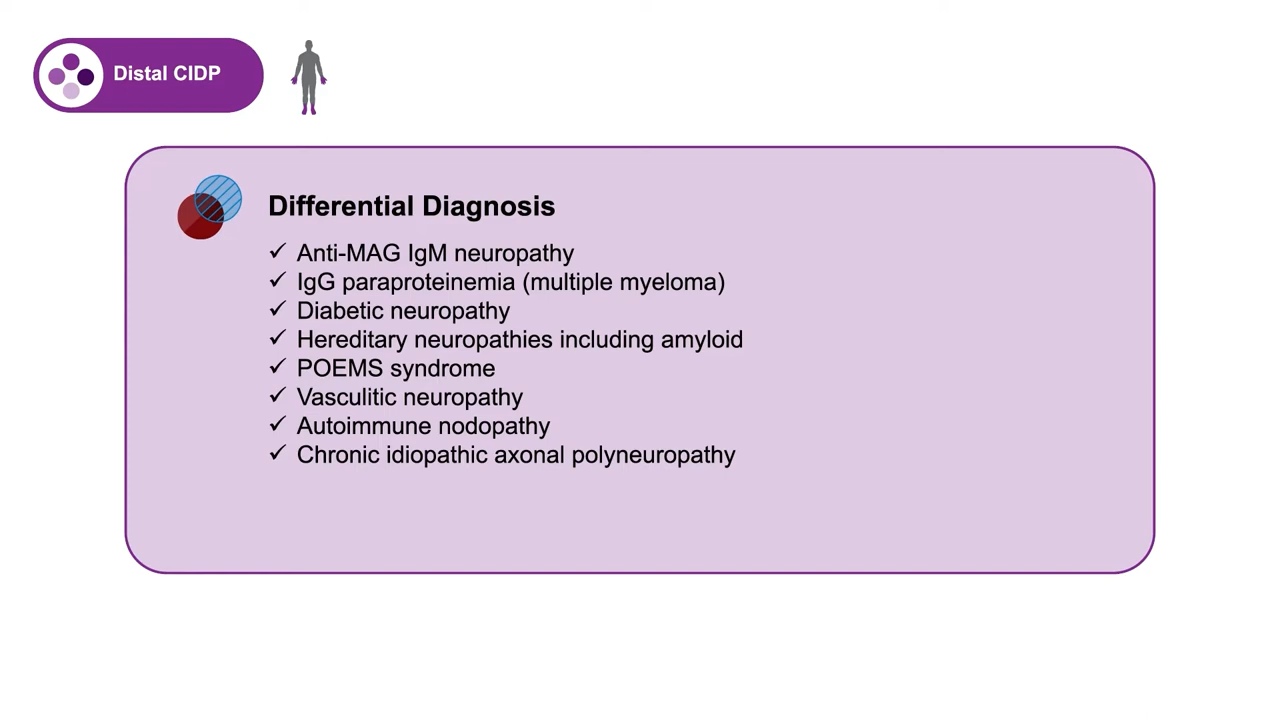 Distal CIDP
Differential Diagnosis
✓ Anti-MAG IgM neuropathy
✓ IgG paraproteinemia (multiple myeloma)
✓ Diabetic neuropathy
✓ Hereditary neuropathies including amyloid
✓ POEMS syndrome
✓ Vasculitic neuropathy
✓ Autoimmune nodopathy
✓ Chronic idiopathic axonal polyneuropathy